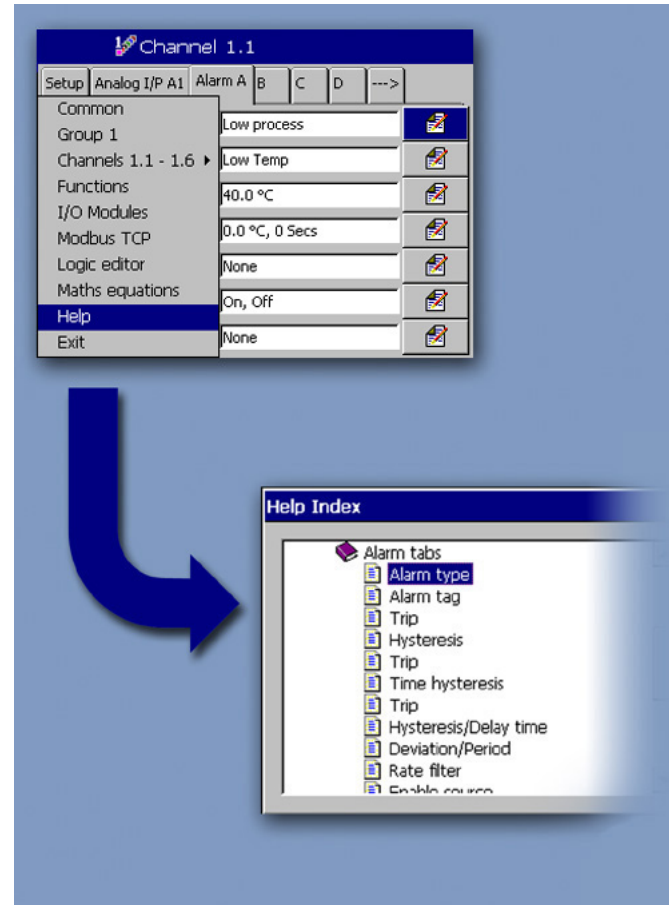 Channel 1.1
Setup Analog I/P A1 Alarm A B C D --->
Common
Group 1
Channels 1.1 - 1.6
Functions
I/O Modules
Modbus TCP
Logic editor
Maths equations
Help
Exit
Low process
Low Temp
40.0 °C
0.0 °C, 0 Secs
None
On, Off
None
Help Index
Alarm tabs
Alarm type
Alarm tag
Trip
Hysteresis
Trip
Time hysteresis
Trip
Hysteresis/Delay time
Deviation/Period
Rate filter
Enable source